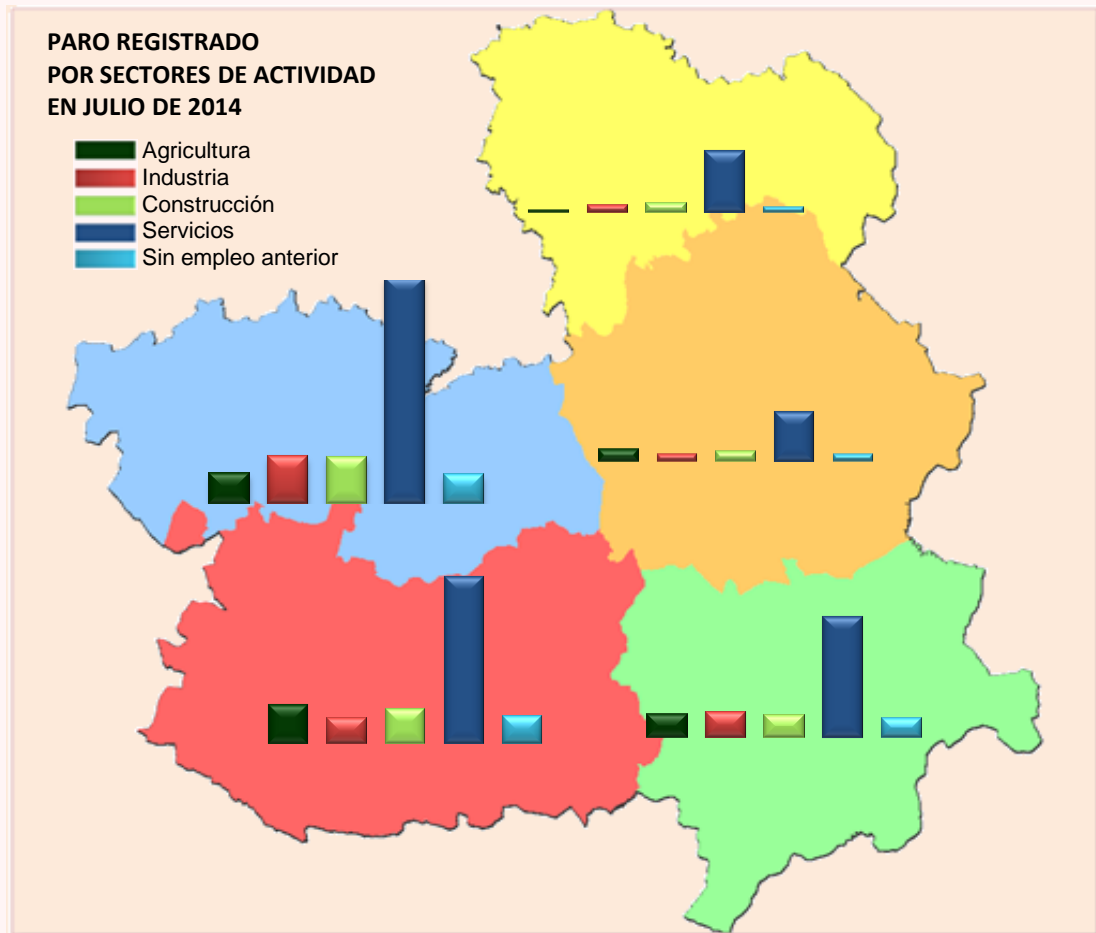 PARO REGISTRADO
POR SECTORES DE ACTIVIDAD
EN JULIO DE 2014
Agricultura
Industria
Construcción
Servicios
Sin empleo anterior